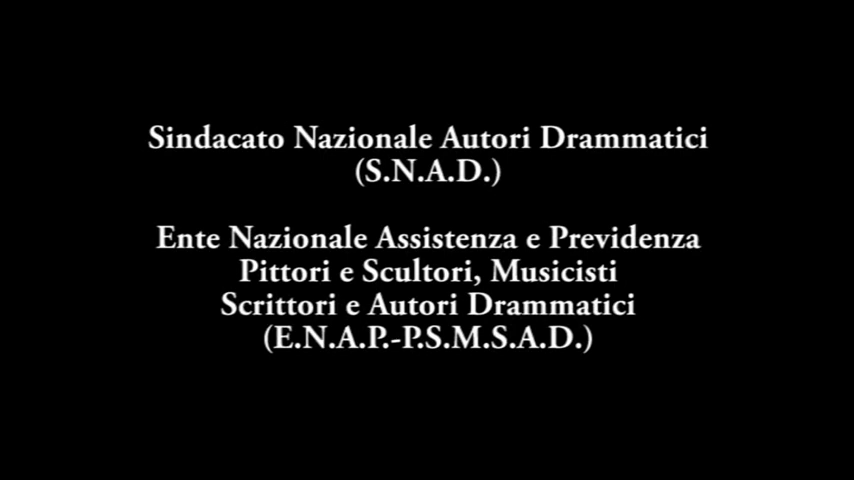 Sindacato Nazionale Autori Drammatici
(S.N.A.D.)
Ente Nazionale Assistenza e Previdenza
Pittori e Scultori, Musicisti
Scrittori e Autori Drammatici
(E.N.A.P.-P.S.M.S.A.D.)